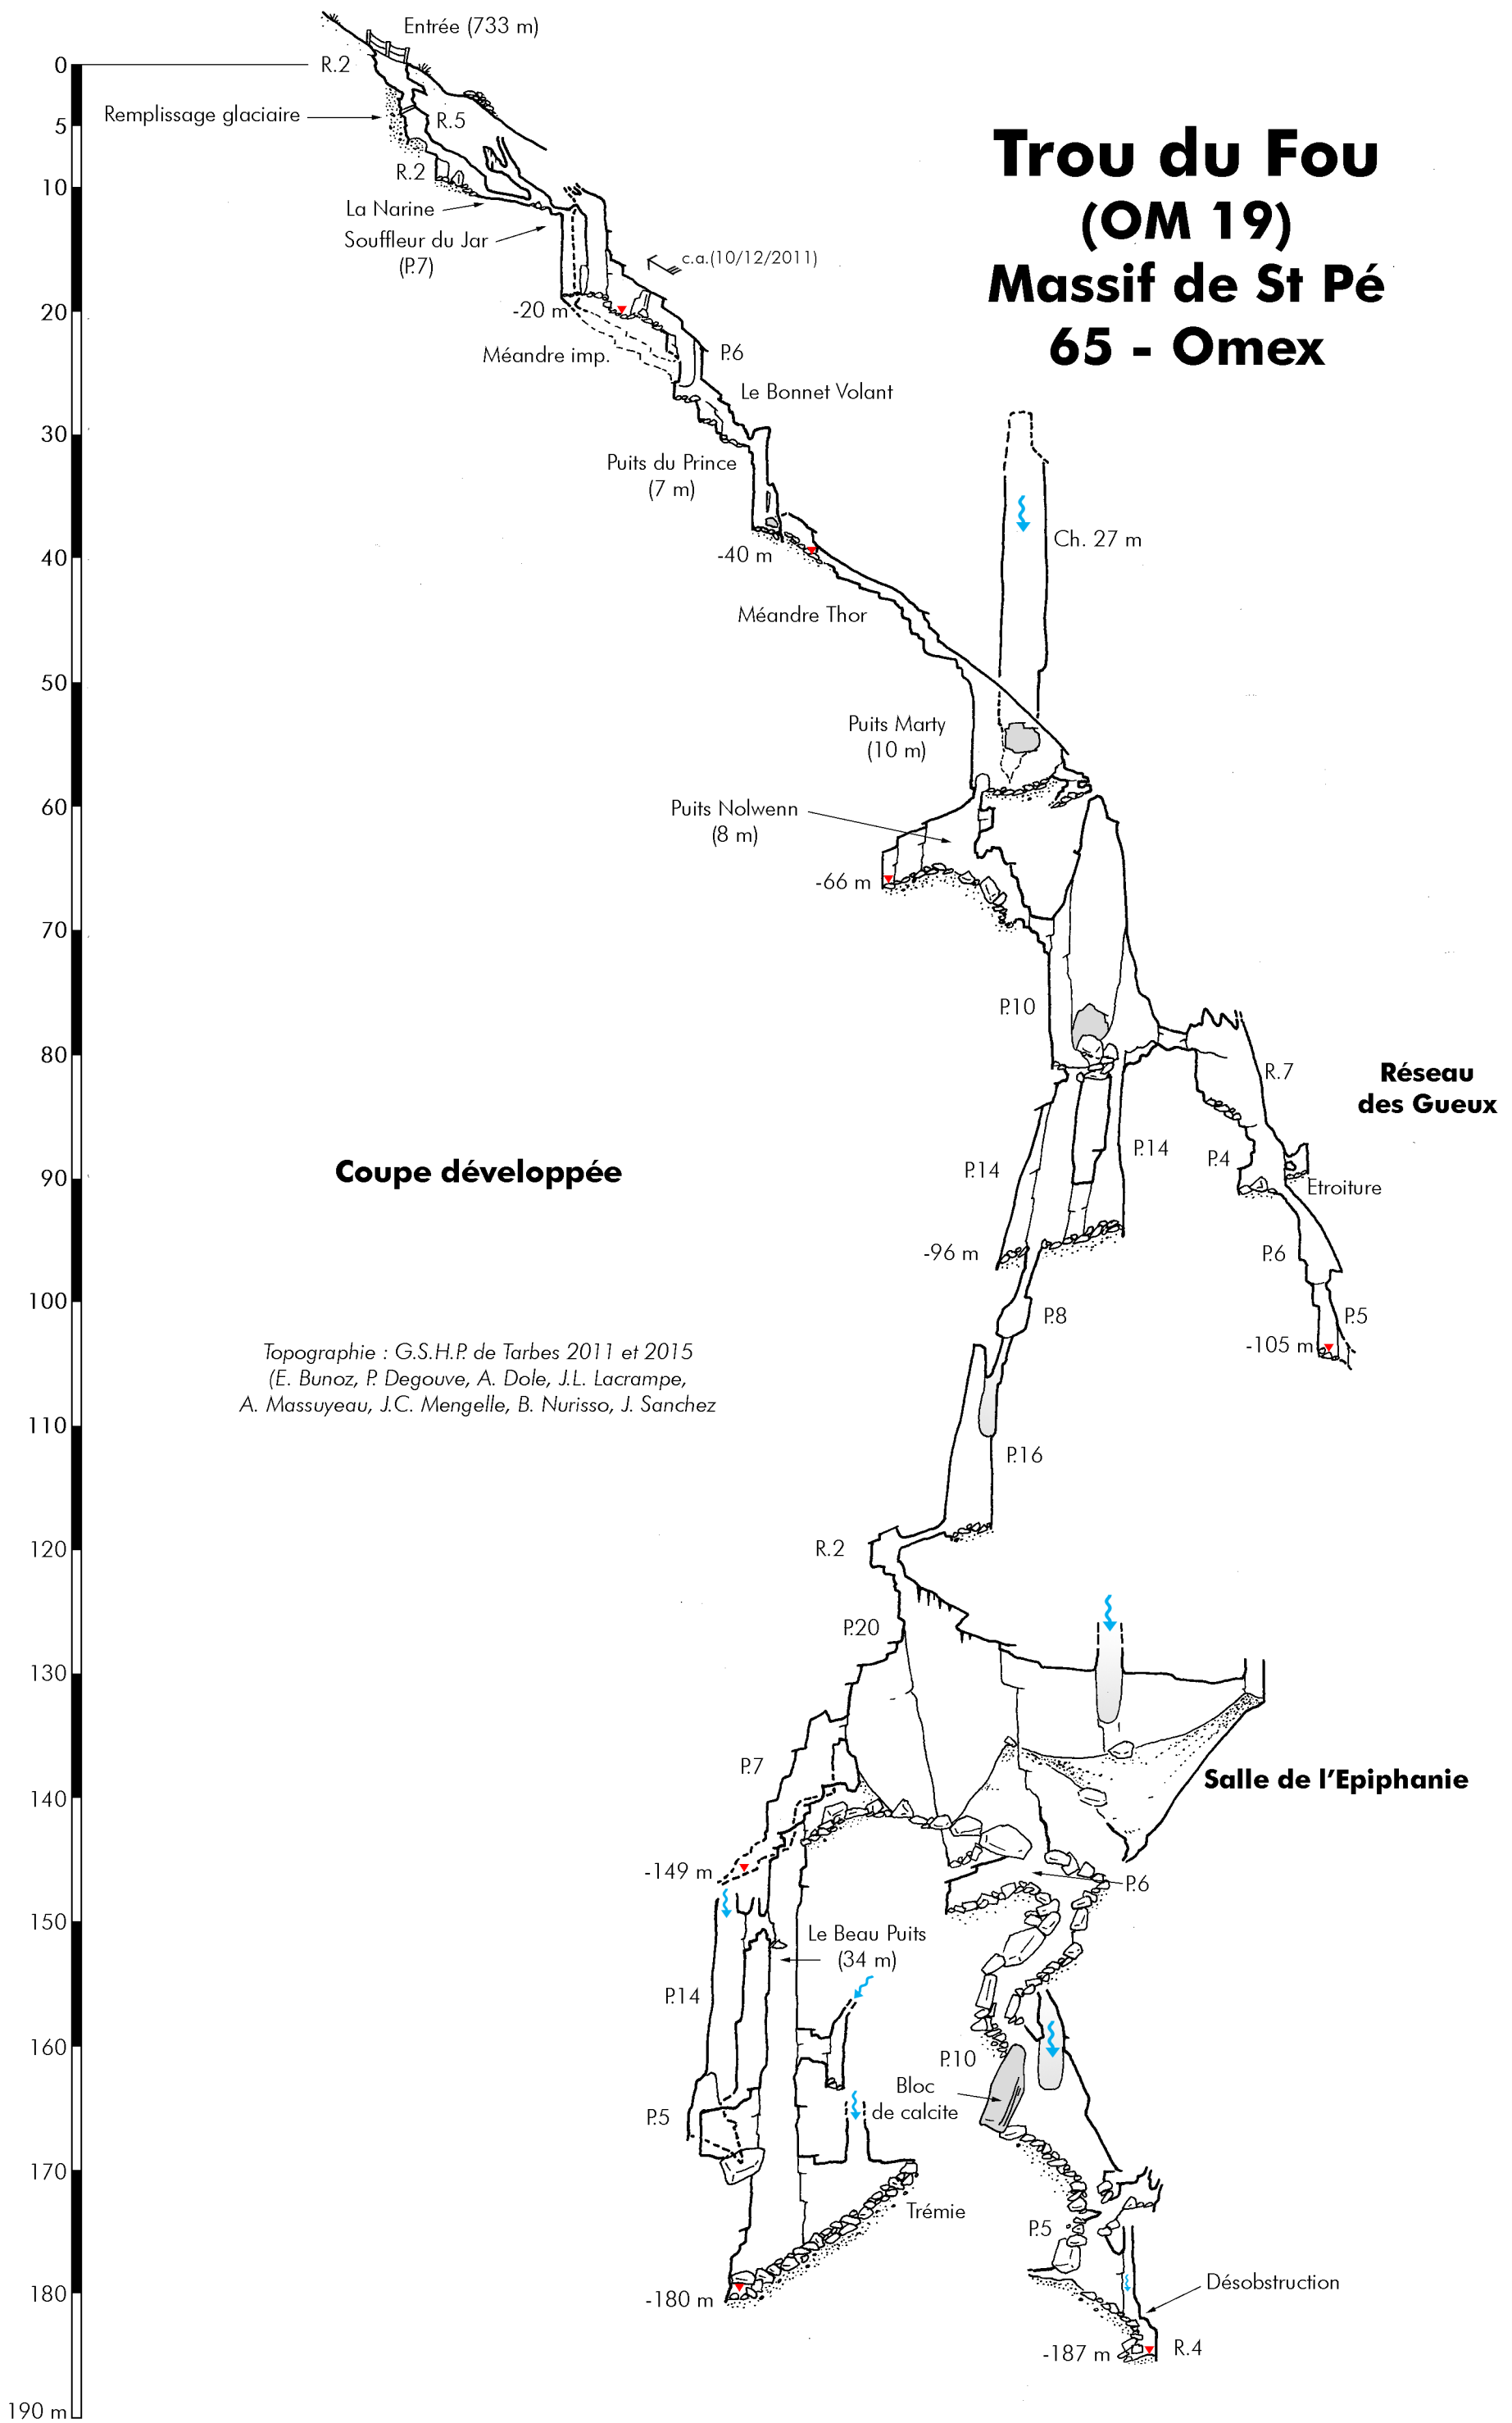 Entrée (733 m)
0
R.2
Remplissage glaciaire
5
R.5
Trou du Fou
(OM 19)
Massif de St Pé
65 - Omex
10
R.2
La Narine
Souffleur du Jar
(P.7)
c.a.(10/12/2011)
20
-20 m
Méandre imp.
P.6
Le Bonnet Volant
30
Puits du Prince
(7 m)
Ch. 27 m
40
-40 m
Méandre Thor
50
Puits Marty
(10 m)
60
Puits Nolwenn
(8 m)
-66 m
70
P.10
80
R.7
Réseau
des Gueux
P.14
P.14
P.4
90
Etroiture
Coupe développée
-96 m
P.6
100
P.8
P.5
-105 m
Topographie : G.S.H.P. de Tarbes 2011 et 2015
(E. Bunoz, P. Degouve, A. Dole, J.L. Lacrampe,
A. Massuyeau, J.C. Mengelle, B. Nurisso, J. Sanchez
110
P.16
120
R.2
P.20
130
P.7
Salle de l'Epiphanie
140
-149 m
P.6
150
Le Beau Puits
(34 m)
P.14
160
P.10
Bloc
de calcite
P.5
170
Trémie
P.5
180
-180 m
Désobstruction
-187 m
R.4
190 m